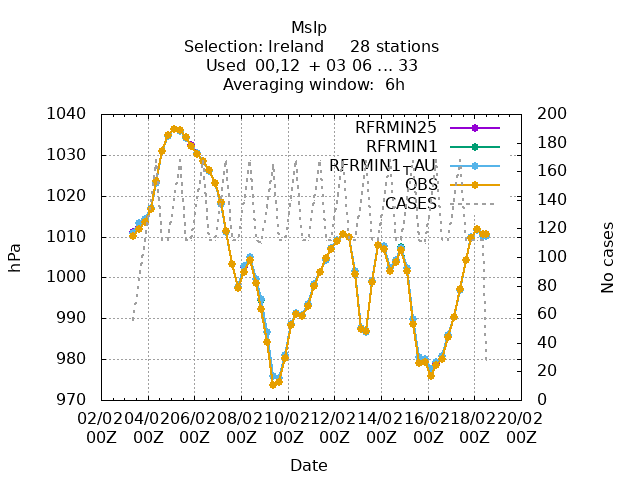 Mslp
Selection: Ireland 28 stations
Used 00,12 + 03 06 ... 33
Averaging window: 6h
1040
1030
1020
1010
1000
990
980
970
200
180
160
140
120
100
80
60
40
20
0
RFRMIN25
RFRMIN1
RFRMIN1_AU
OBS
CASES
hPa
No cases
02/02 04/02 06/02 08/02 10/02 12/02 14/02 16/02 18/02 20/02
00Z 00Z 00Z 00Z 00Z 00Z 00Z 00Z 00Z 00Z
Date